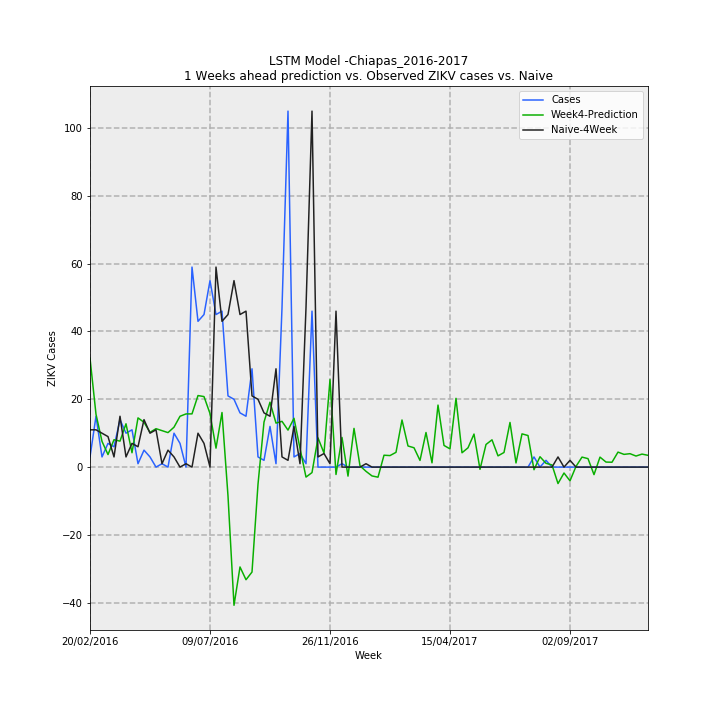 LSTM Model -Chiapas_2016-2017
1 Weeks ahead prediction vs. Observed ZIKV cases vs. Naive
Cases
Week4-Prediction
Naive-4Week
ZIKV Cases
100
80
60
40
20
0
−20
−40
20/02/2016
09/07/2016
26/11/2016
15/04/2017
02/09/2017
Week